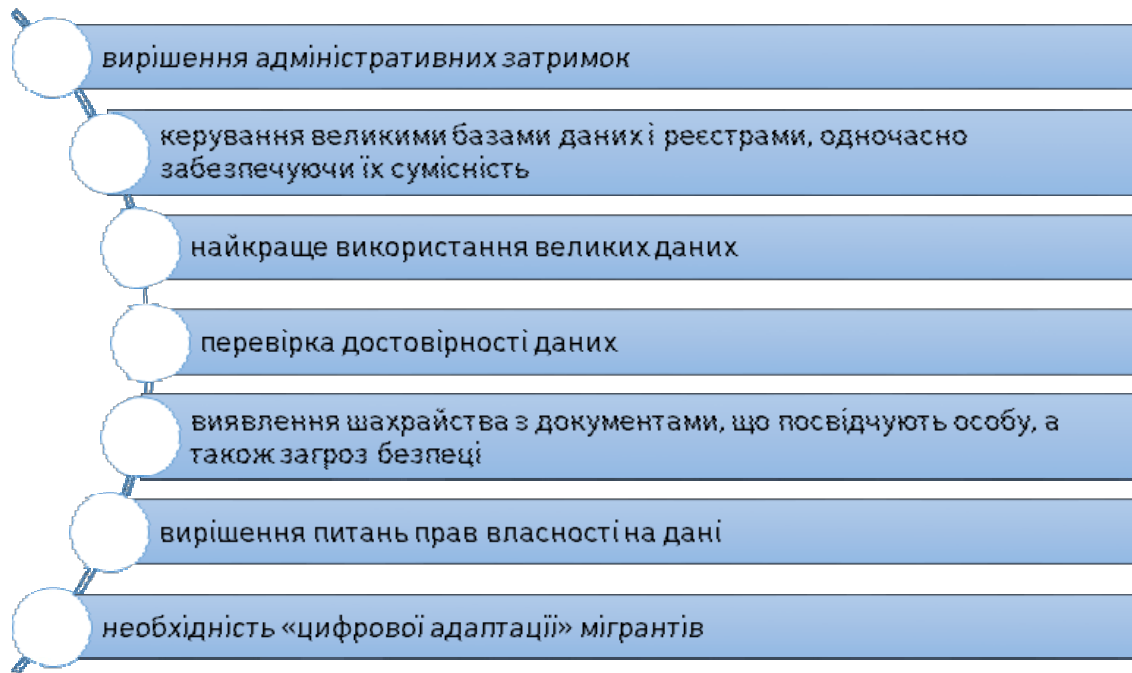 вирішення адміністративних затримок
керування великими базами даних і реєстрами, одночасно
забезпечуючи їх сумісність
найкраще використання великих даних
перевірка достовірності даних
виявлення шахрайства з документами, що посвідчують особу, а
також загроз безпеці
вирішення питань прав власності на дані
необхідність «цифрової адаптації» мігрантів